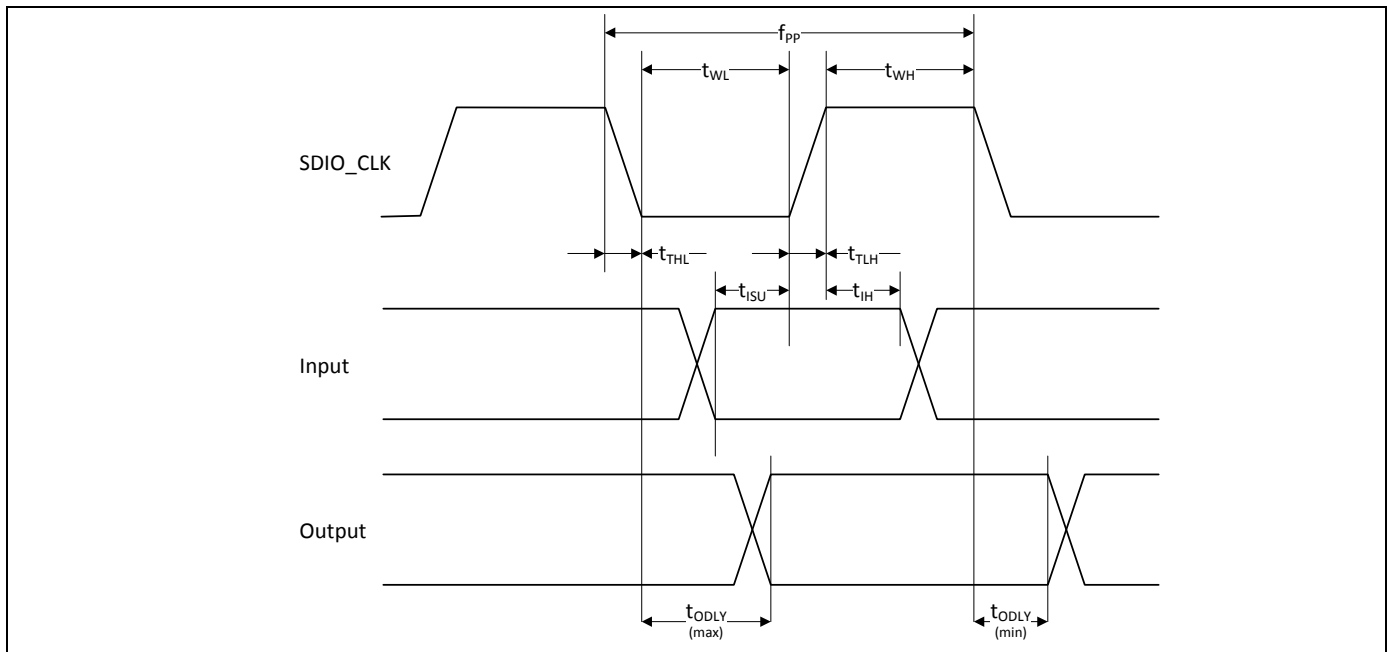 fPP
tWL
tWH
SDIO_CLK
tTHL
tTLH
tISU
tIH
Input
Output
tODLY
(max)
tODLY
(min)